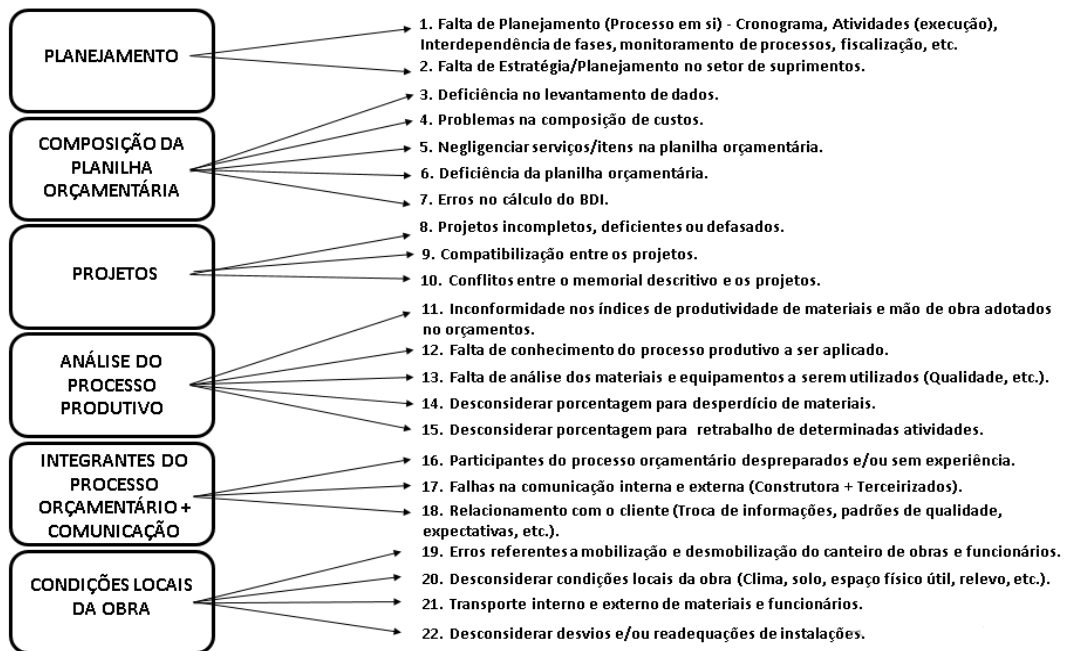 PLANEJAMENTO
1. Falta de Planejamento (Processo em si) - Cronograma, Atividades (execução),
Interdependência de fases, monitoramento de processos, fiscalização, etc.
2. Falta de Estratégia/Planejamento no setor de suprimentos.
COMPOSIÇÃO DA
PLANILHA
ORÇAMENTÁRIA
3. Deficiência no levantamento de dados.
4. Problemas na composição de custos.
5. Negligenciar serviços/itens na planilha orçamentária.
6. Deficiência da planilha orçamentária.
7. Erros no cálculo do BDI.
PROJETOS
8. Projetos incompletos, deficientes ou defasados.
9. Compatibilização entre os projetos.
10. Conflitos entre o memorial descritivo e os projetos.
ANÁLISE DO
PROCESSO
PRODUTIVO
11. Inconformidade nos índices de produtividade de materiais e mão de obra adotados
no orçamentos.
12. Falta de conhecimento do processo produtivo a ser aplicado.
13. Falta de análise dos materiais e equipamentos a serem utilizados (Qualidade, etc.).
14. Desconsiderar porcentagem para desperdício de materiais.
15. Desconsiderar porcentagem para retrabalho de determinadas atividades.
INTEGRANTES DO
PROCESSO
ORÇAMENTÁRIO +
COMUNICAÇÃO
16. Participantes do processo orçamentário despreparados e/ou sem experiência.
17. Falhas na comunicação interna e externa (Construtora + Terceirizados).
18. Relacionamento com o cliente (Troca de informações, padrões de qualidade,
expectativas, etc.).
CONDIÇÕES LOCAIS
DA OBRA
19. Erros referentes a mobilização e desmobilização do canteiro de obras e funcionários.
20. Desconsiderar condições locais da obra (Clima, solo, espaço físico útil, relevo, etc.).
21. Transporte interno e externo de materiais e funcionários.
22. Desconsiderar desvios e/ou readequações de instalações.